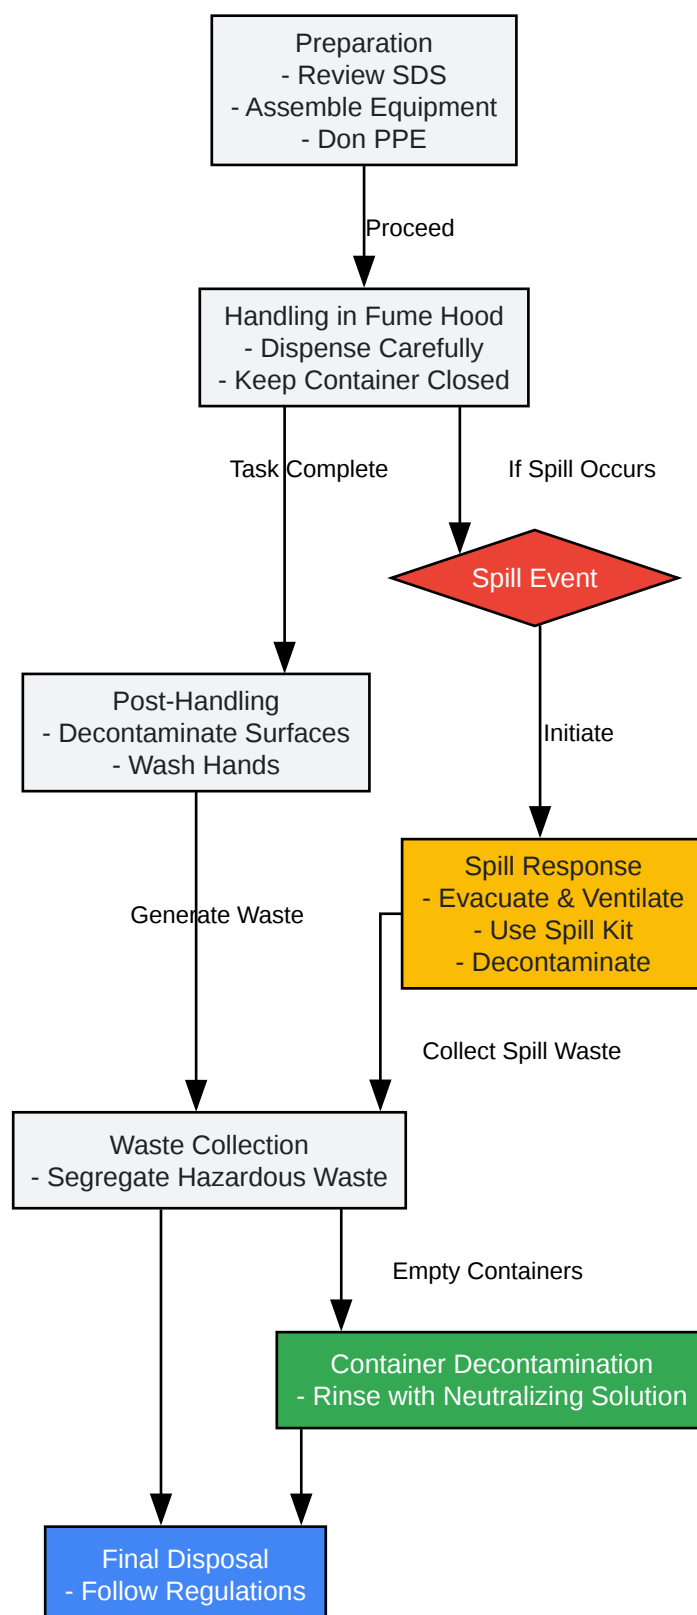 Preparation
- Review SDS
- Assemble Equipment
- Don PPE
Proceed
Handling in Fume Hood
- Dispense Carefully
- Keep Container Closed
Task Complete
If Spill Occurs
Spill Event
Post-Handling
- Decontaminate Surfaces
- Wash Hands
Initiate
Spill Response
- Evacuate & Ventilate
- Use Spill Kit
- Decontaminate
Generate Waste
Collect Spill Waste
Waste Collection
- Segregate Hazardous Waste
Empty Containers
Container Decontamination
- Rinse with Neutralizing Solution
Final Disposal
- Follow Regulations